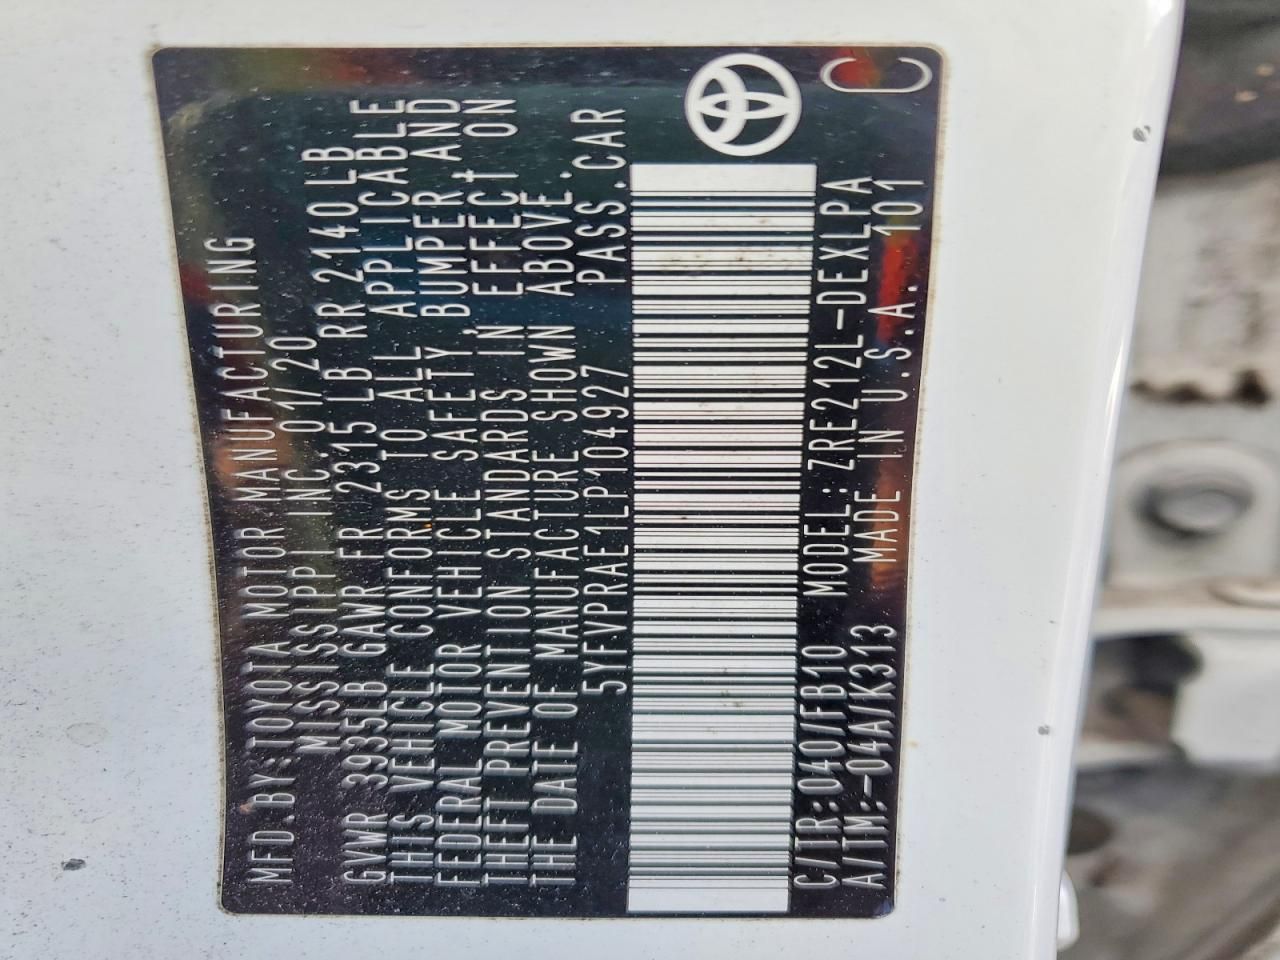 MFD.BY:TOYOTA MOTOR MANUFACTURING
MISSISSIPPI INC 01/20
GVWR 3935LB GAWR FR 2315LB RR 2140LB
THIS VEHICLE CONFORMS TO ALL APPLICABLE
FEDERAL MOTOR VEHICLE SAFETY, BUMPER, AND
THEFT PREVENTION STANDARDS IN EFFECT ON
THE DATE OF MANUFACTURE SHOWN ABOVE.
5YFVPRAE1LP104927 PASS.CAR
C/TR:040/FB10 MODEL:ZRE212L-DEXLPA
A/TM:-04A/K313 MADE IN U.S.A. 101
C